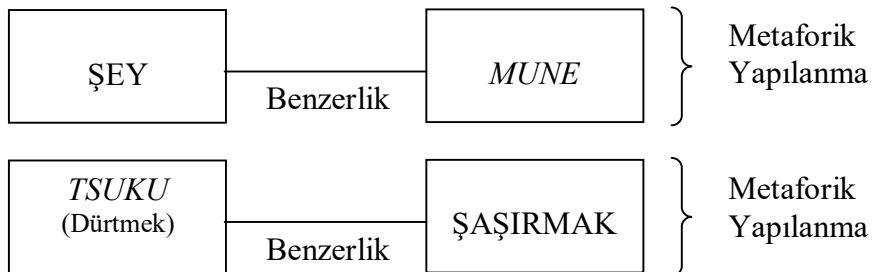 ŞEY
Benzerlik
MUNE
Metaforik
Yapılanma
TSUKU
(Dürtmek)
Benzerlik
ŞAŞIRMAK
Metaforik
Yapılanma